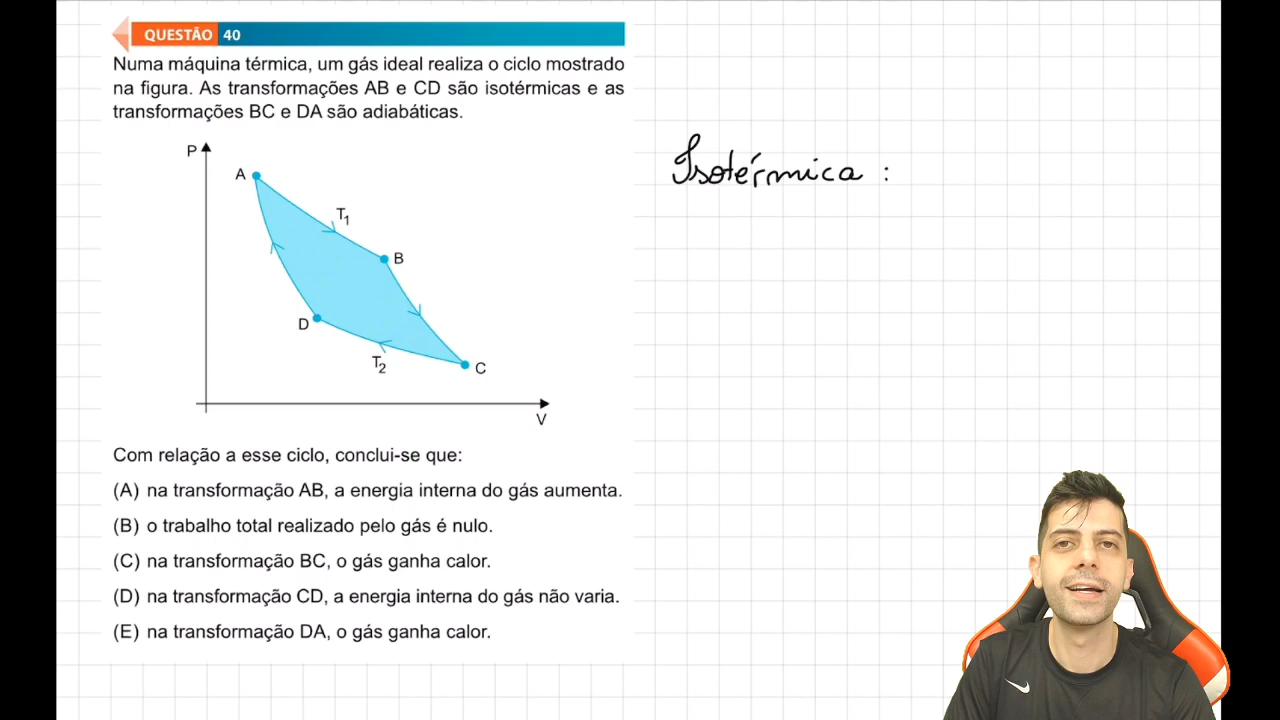 QUESTÃO 40
Numa máquina térmica, um gás ideal realiza o ciclo mostrado
na figura. As transformações AB e CD são isotérmicas e as
transformações BC e DA são adiabáticas.
Isotérmica :
P
A
T1
B
D
T2
C
V
Com relação a esse ciclo, conclui-se que:
(A) na transformação AB, a energia interna do gás aumenta.
(B) o trabalho total realizado pelo gás é nulo.
(C) na transformação BC, o gás ganha calor.
(D) na transformação CD, a energia interna do gás não varia.
(E) na transformação DA, o gás ganha calor.